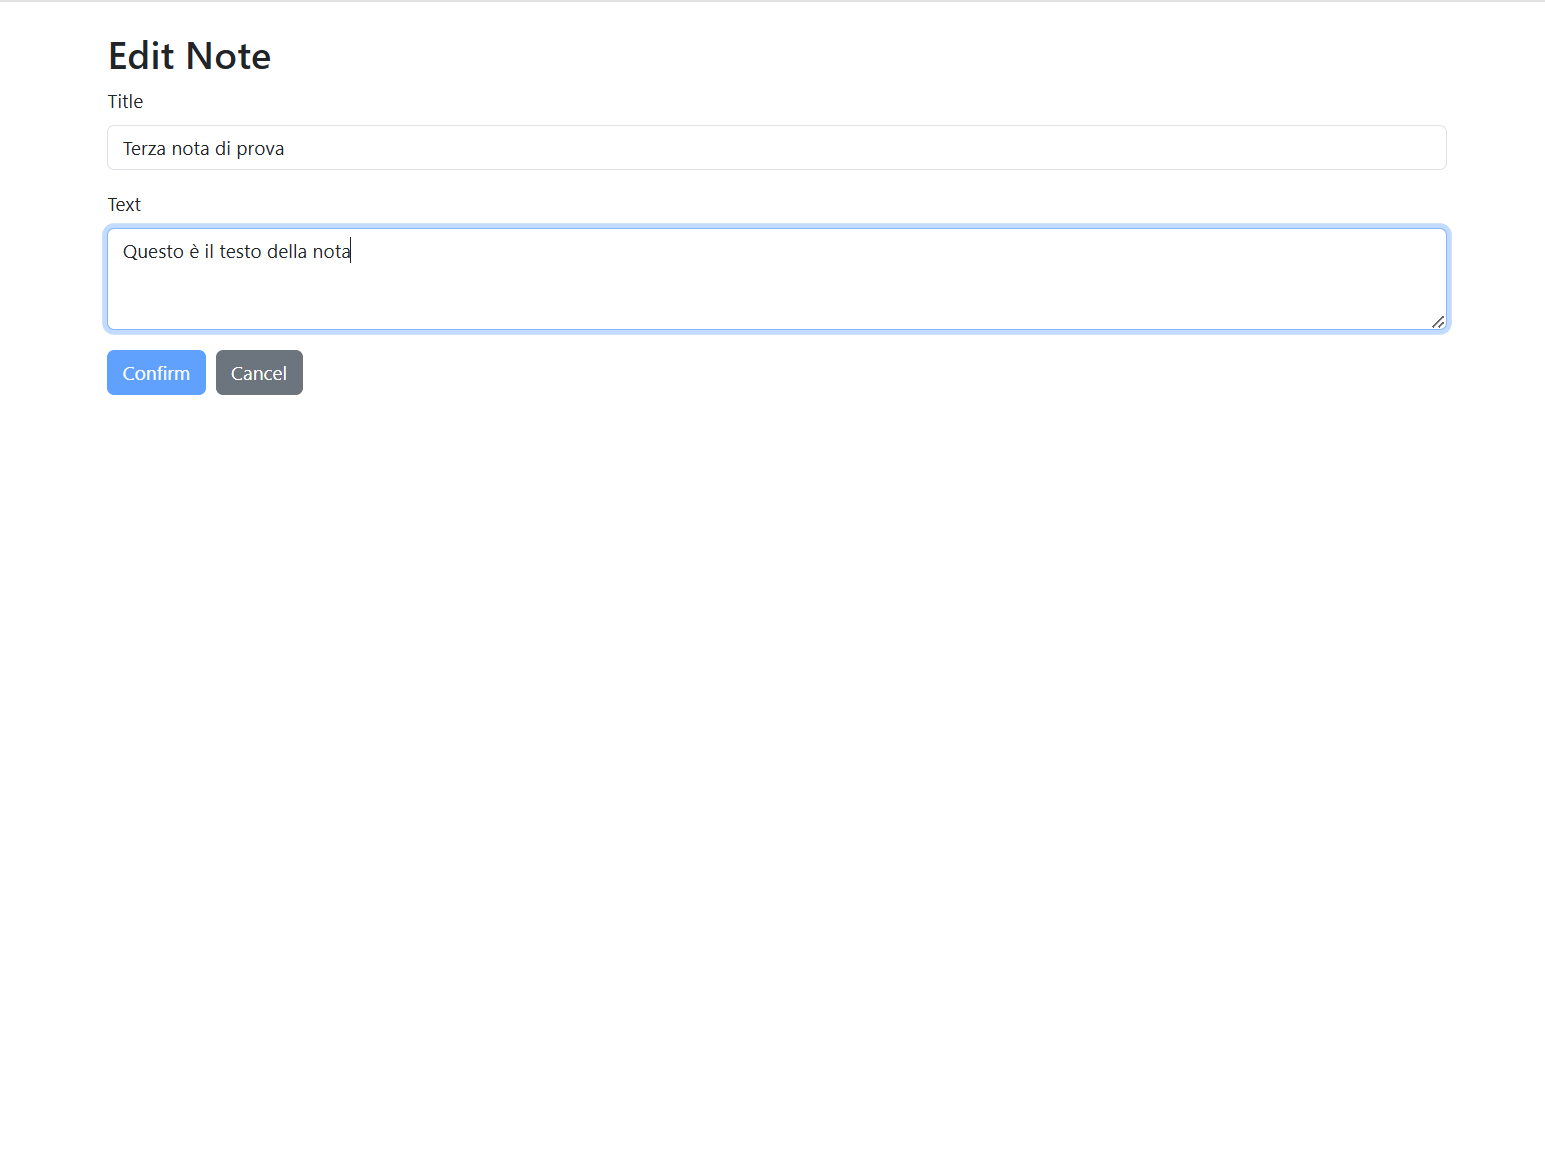 Edit Note
Title
Terza nota di prova
Text
Questo è il testo della nota
Confirm Cancel